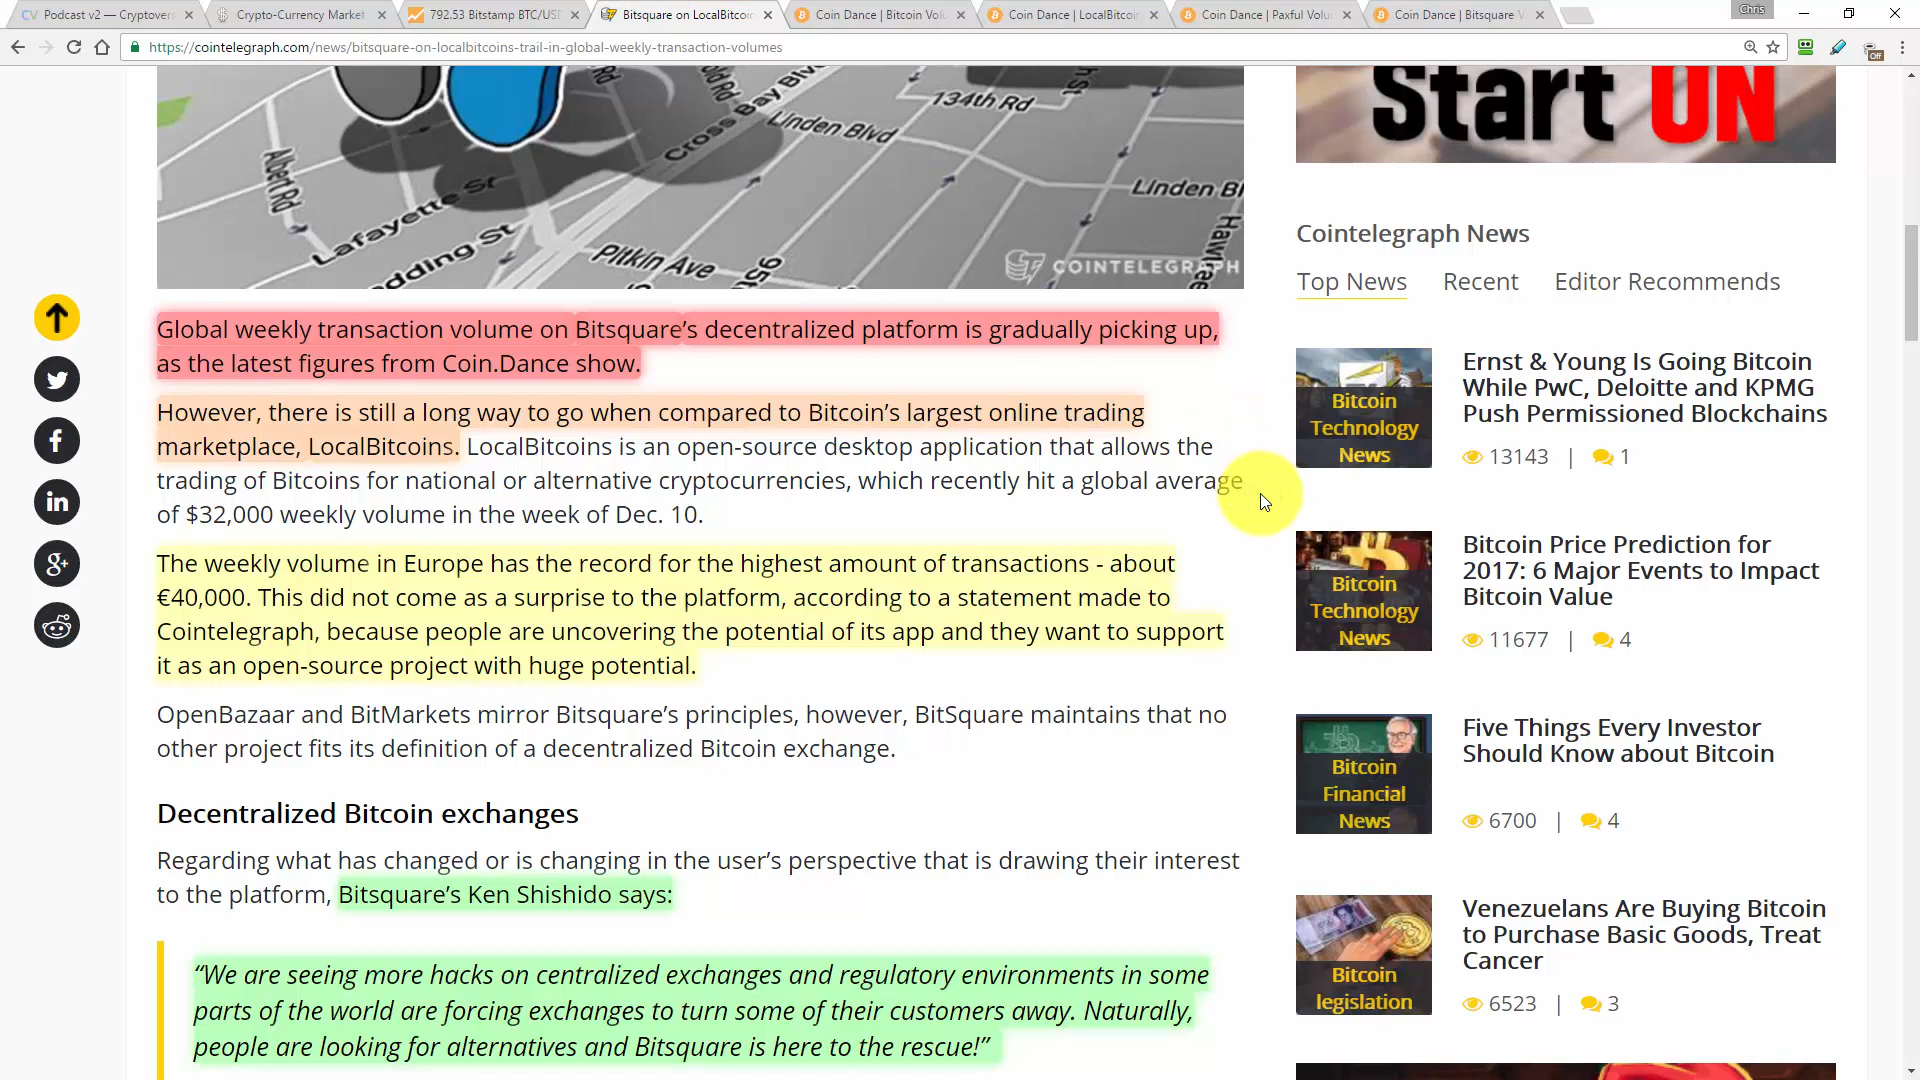 Podcast v2 — Cryptovers
Crypto-Currency Market
792.53 Bitstamp BTC/USD
Bitsquare on LocalBitcoin
Coin Dance | Bitcoin Volu
Coin Dance | LocalBitcoin
Coin Dance | Paxful Volu
Coin Dance | Bitsquare V
Chris
https://cointelegraph.com/news/bitsquare-on-localbitcoins-trail-in-global-weekly-transaction-volumes
Off
Albert Rd
Lafayette St
Redding St
Pitkin Ave
95th
Cross Bay Blv
Old Rd
Linden Blvd
134th Rd
Linden Bl
Hawtree
COINTELEGRAPH
Start ON
Global weekly transaction volume on Bitsquare's decentralized platform is gradually picking up,
as the latest figures from Coin.Dance show.
However, there is still a long way to go when compared to Bitcoin's largest online trading
marketplace, LocalBitcoins. LocalBitcoins is an open-source desktop application that allows the
trading of Bitcoins for national or alternative cryptocurrencies, which recently hit a global average
of $32,000 weekly volume in the week of Dec. 10.
The weekly volume in Europe has the record for the highest amount of transactions - about
€40,000. This did not come as a surprise to the platform, according to a statement made to
Cointelegraph, because people are uncovering the potential of its app and they want to support
it as an open-source project with huge potential.
OpenBazaar and BitMarkets mirror Bitsquare's principles, however, BitSquare maintains that no
other project fits its definition of a decentralized Bitcoin exchange.
Decentralized Bitcoin exchanges
Regarding what has changed or is changing in the user's perspective that is drawing their interest
to the platform, Bitsquare's Ken Shishido says:
“We are seeing more hacks on centralized exchanges and regulatory environments in some
parts of the world are forcing exchanges to turn some of their customers away. Naturally,
people are looking for alternatives and Bitsquare is here to the rescue!”
Cointelegraph News
Top News Recent Editor Recommends
Bitcoin
Technology
News
Ernst & Young Is Going Bitcoin
While PwC, Deloitte and KPMG
Push Permissioned Blockchains
13143 | 1
Bitcoin
Technology
News
Bitcoin Price Prediction for
2017: 6 Major Events to Impact
Bitcoin Value
11677 | 4
Bitcoin
Financial
News
Five Things Every Investor
Should Know about Bitcoin
6700 | 4
Bitcoin
legislation
Venezuelans Are Buying Bitcoin
to Purchase Basic Goods, Treat
Cancer
6523 | 3